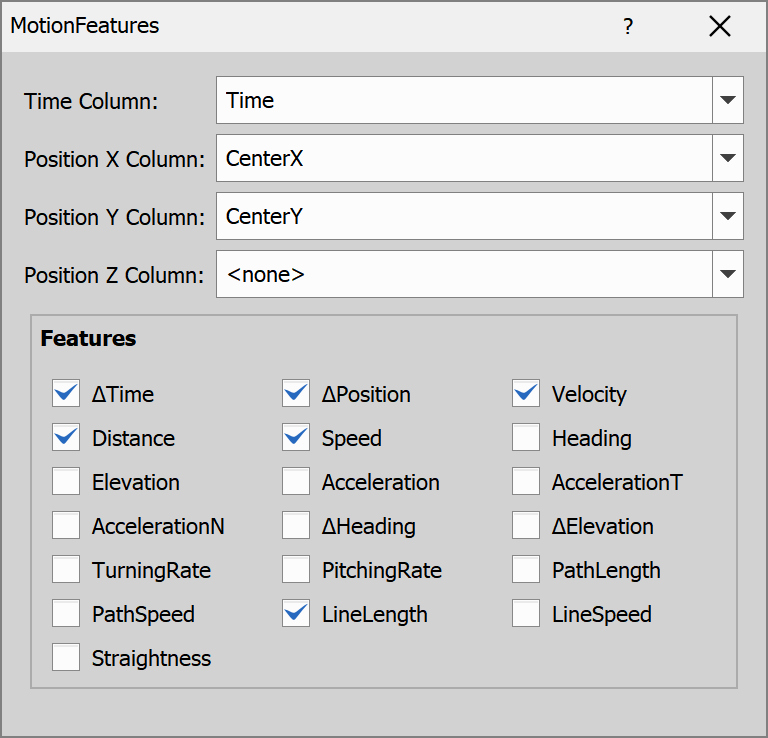 MotionFeatures ?
Time Column: Time
Position X Column: CenterX
Position Y Column: CenterY
Position Z Column: <none>
Features
ΔTime ΔPosition Velocity
Distance Speed Heading
Elevation Acceleration AccelerationT
AccelerationN ΔHeading ΔElevation
TurningRate PitchingRate PathLength
PathSpeed LineLength LineSpeed
Straightness